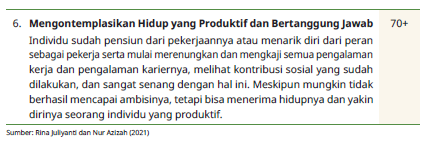 6. Mengontemplasikan Hidup yang Produktif dan Bertanggung Jawab 70+
Individu sudah pensiun dari pekerjaannya atau menarik diri dari peran
sebagai pekerja serta mulai merenungkan dan mengkaji semua pengalaman
kerja dan pengalaman kariernya, melihat kontribusi sosial yang sudah
dilakukan, dan sangat senang dengan hal ini. Meskipun mungkin tidak
berhasil mencapai ambisinya, tetapi bisa menerima hidupnya dan yakin
dirinya seorang individu yang produktif.
Sumber: Rina Juliyanti dan Nur Azizah (2021)